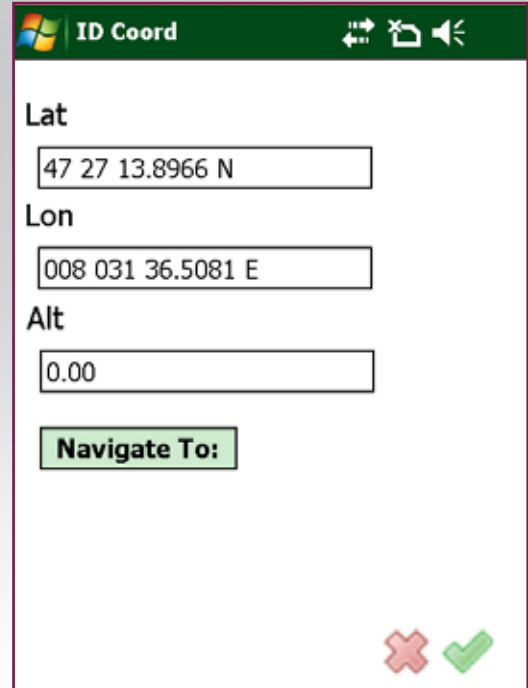 ID Coord
Lat
47 27 13.8966 N
Lon
008 031 36.5081 E
Alt
0.00
Navigate To: